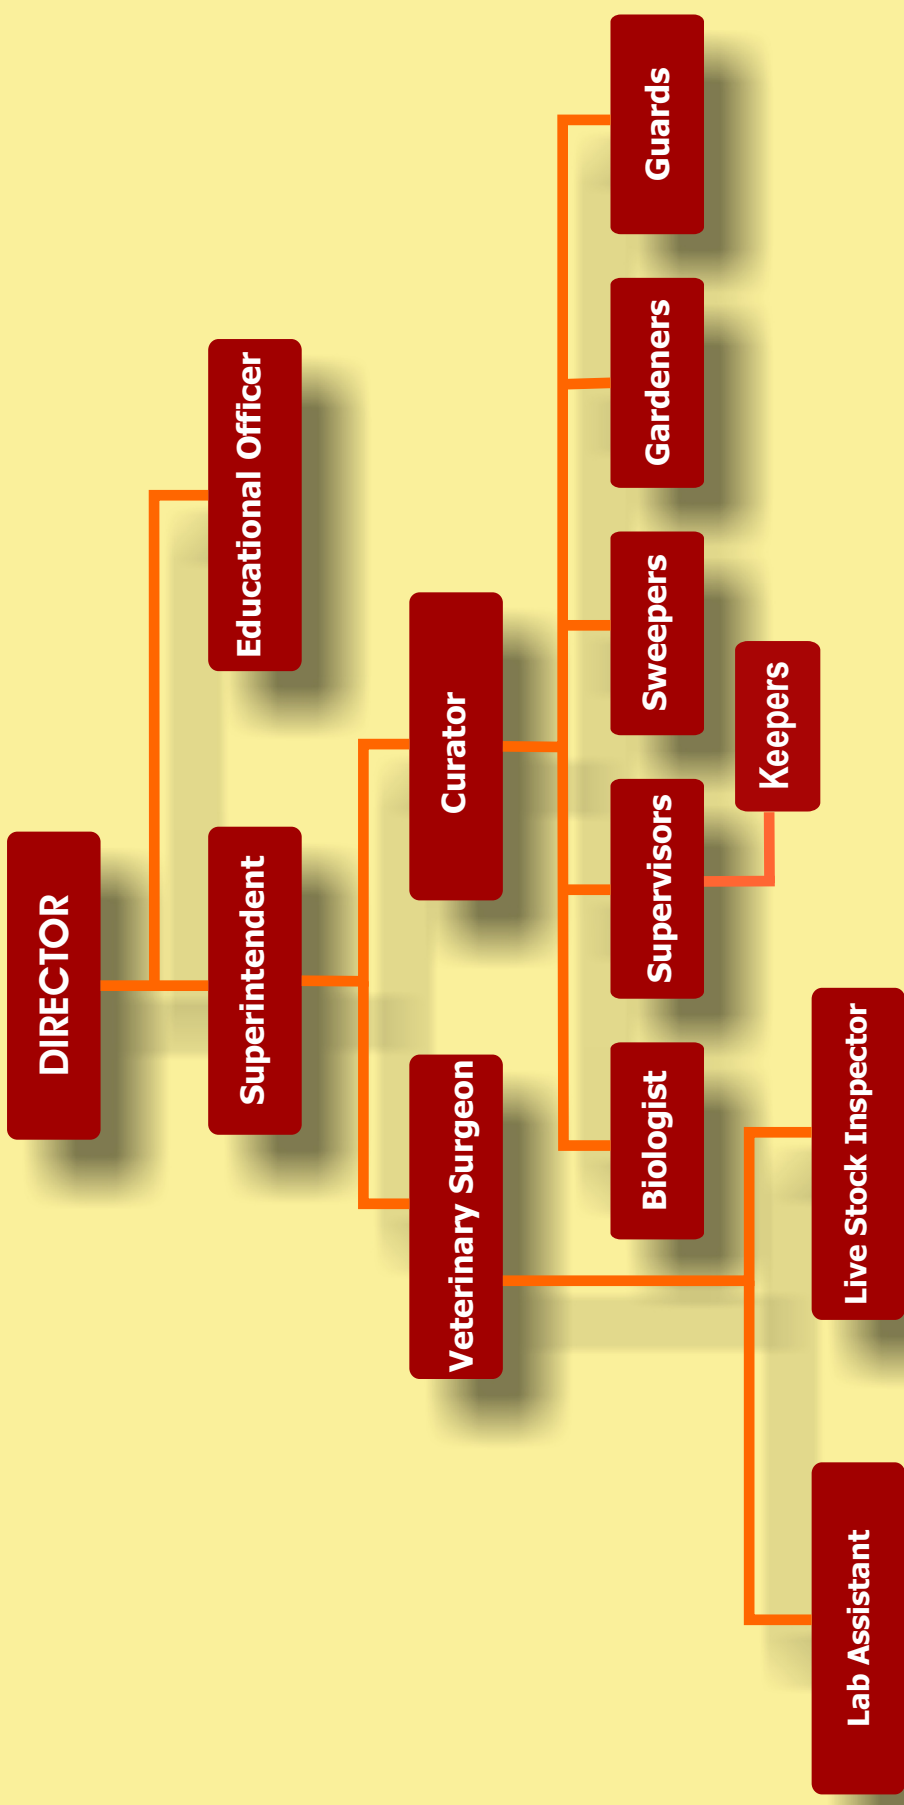 DIRECTOR
Superintendent
Educational Officer
Veterinary Surgeon
Curator
Biologist
Supervisors
Sweepers
Gardeners
Guards
Keepers
Lab Assistant
Live Stock Inspector